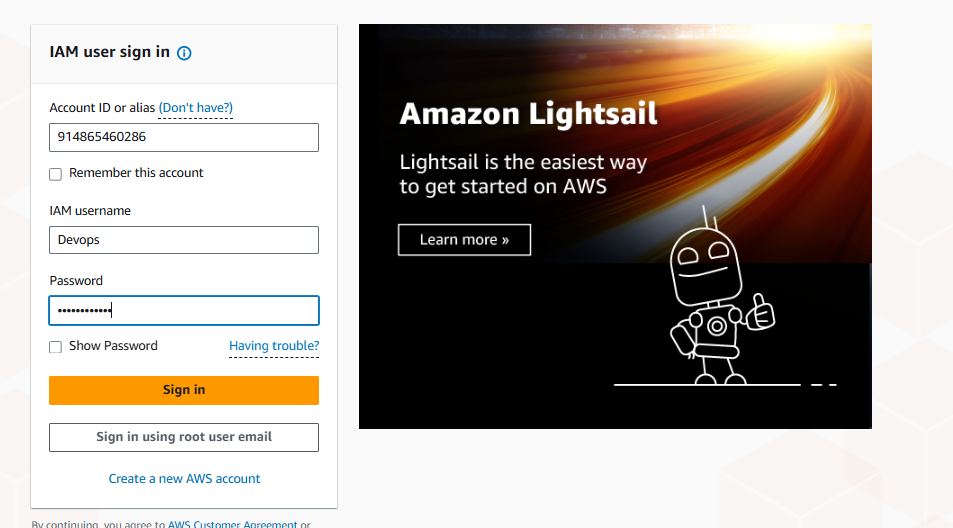 IAM user sign in
Account ID or alias (Don't have?)
914865460286
Remember this account
IAM username
Devops
Password
••••••••••••
Show Password
Having trouble?
Sign in
Sign in using root user email
Create a new AWS account
By continuing, you agree to AWS Customer Agreement or
Amazon Lightsail
Lightsail is the easiest way
to get started on AWS
Learn more »